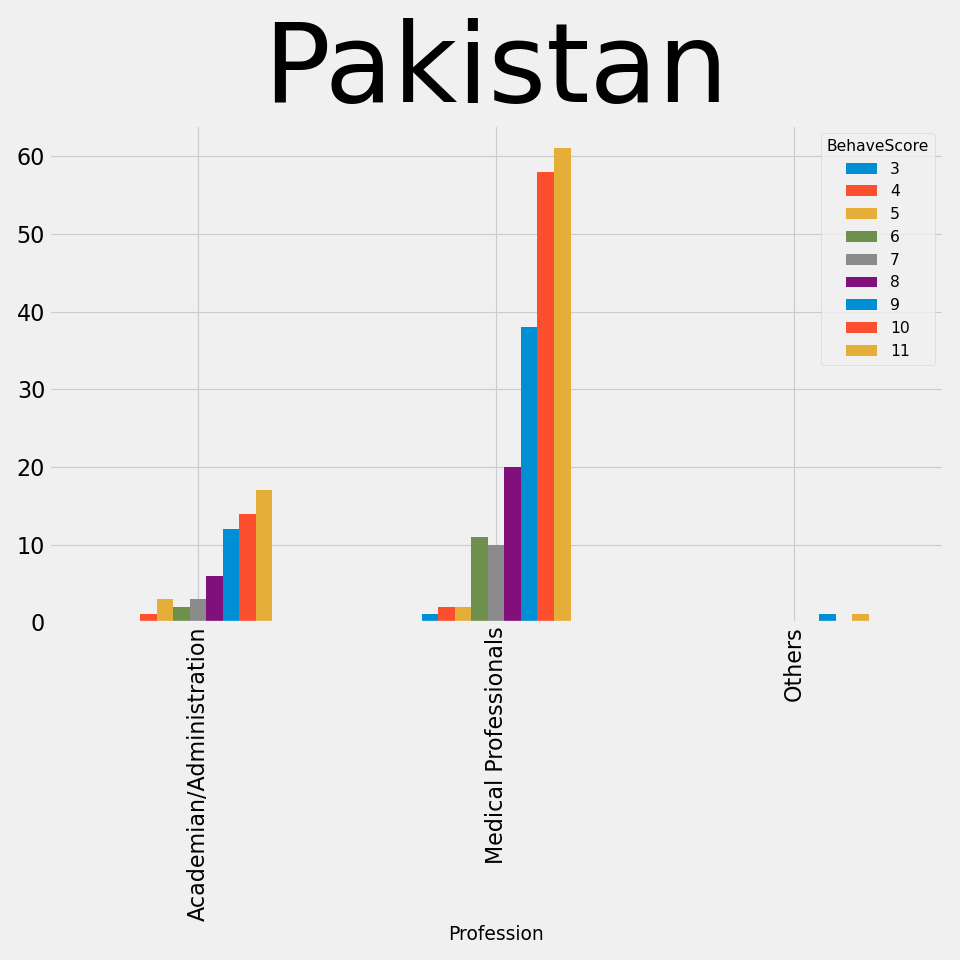 Pakistan
BehaveScore
3
4
5
6
7
8
9
10
11
60
50
40
30
20
10
0
Academian/Administration
Medical Professionals
Others
Profession